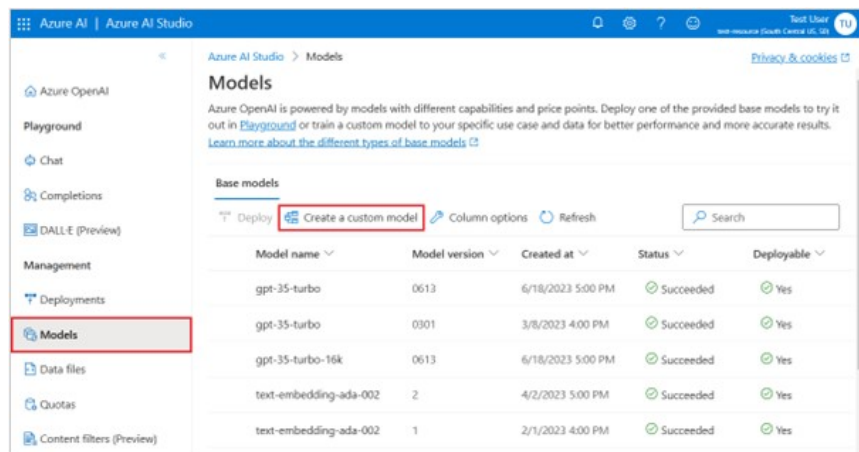 Azure AI | Azure AI Studio
Test User
test-resource (South Central US, S0)
TU
Azure OpenAI
Playground
Chat
Completions
DALL·E (Preview)
Management
Deployments
Models
Data files
Quotas
Content filters (Preview)
Azure AI Studio > Models
Privacy & cookies
Models
Azure OpenAI is powered by models with different capabilities and price points. Deploy one of the provided base models to try it
out in Playground or train a custom model to your specific use case and data for better performance and more accurate results.
Learn more about the different types of base models
Base models
Deploy Create a custom model Column options Refresh Search
Model name Model version Created at Status Deployable
gpt-35-turbo 0613 6/18/2023 5:00 PM Succeeded Yes
gpt-35-turbo 0301 3/8/2023 4:00 PM Succeeded Yes
gpt-35-turbo-16k 0613 6/18/2023 5:00 PM Succeeded Yes
text-embedding-ada-002 2 4/2/2023 5:00 PM Succeeded Yes
text-embedding-ada-002 1 2/1/2023 4:00 PM Succeeded Yes